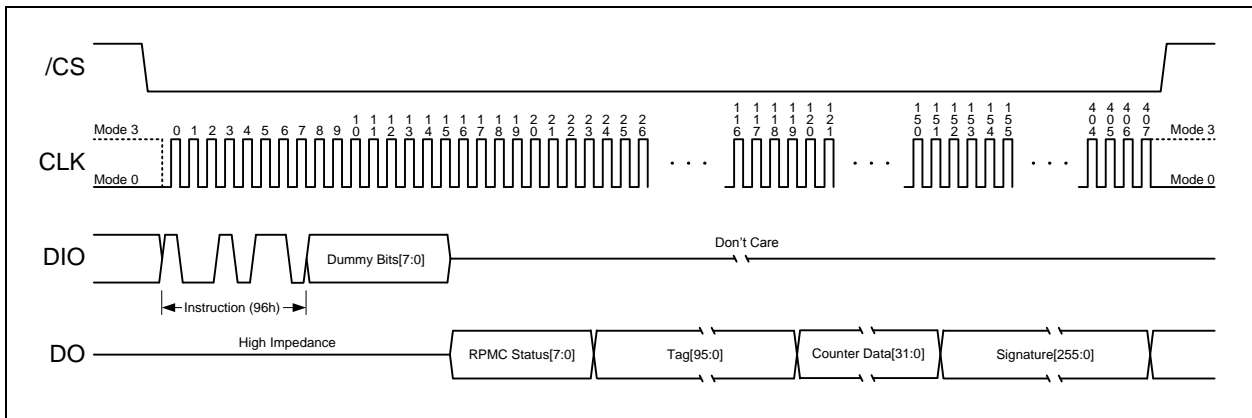 /CS
0 1 2 3 4 5 6 7 8 9 10 11 12 13 14 15 16 17 18 19 20 21 22 23 24 25 26 116 117 118 119 120 121 150 151 152 153 154 155 404 405 406 407
Mode 3 Mode 3
CLK . . . . . . . . .
Mode 0 Mode 0
DIO Dummy Bits[7:0] Don't Care
Instruction (96h)
DO High Impedance RPMC Status[7:0] Tag[95:0] Counter Data[31:0] Signature[255:0]